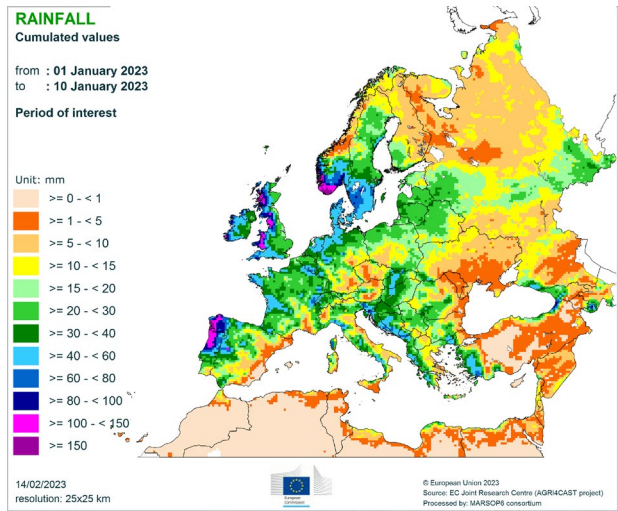 RAINFALL
Cumulated values
from : 01 January 2023
to : 10 January 2023
Period of interest
Unit: mm
>= 0 - < 1
>= 1 - < 5
>= 5 - < 10
>= 10 - < 15
>= 15 - < 20
>= 20 - < 30
>= 30 - < 40
>= 40 - < 60
>= 60 - < 80
>= 80 - < 100
>= 100 - < 150
>= 150
14/02/2023
resolution: 25x25 km
European
Commission
© European Union 2023
Source: EC Joint Research Centre (AGRI4CAST project)
Processed by: MARSOP6 consortium